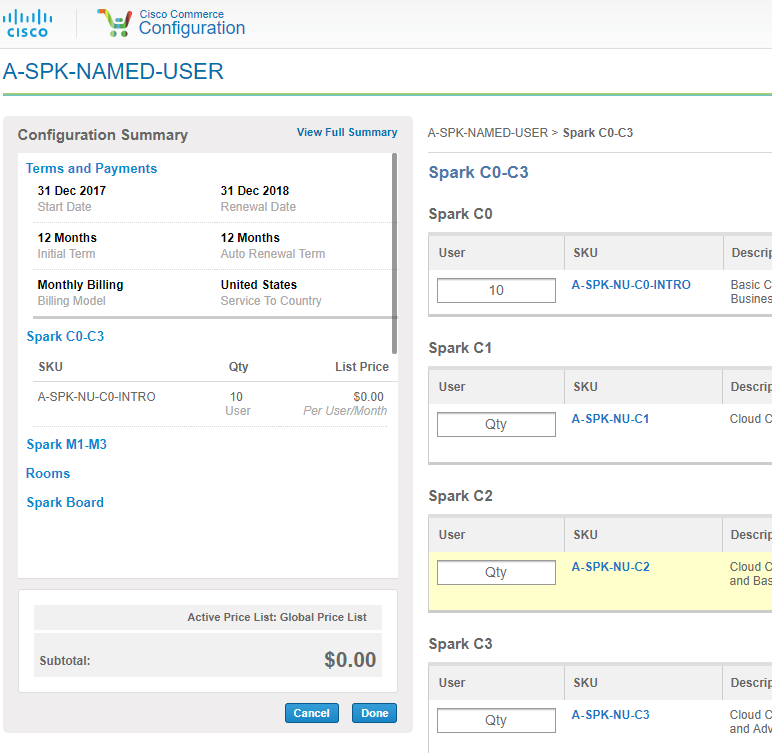 CISCO
Cisco Commerce
Configuration
A-SPK-NAMED-USER
Configuration Summary
View Full Summary
Terms and Payments
31 Dec 2017 31 Dec 2018
Start Date Renewal Date
12 Months 12 Months
Initial Term Auto Renewal Term
Monthly Billing United States
Billing Model Service To Country
Spark C0-C3
SKU Qty List Price
A-SPK-NU-C0-INTRO 10 $0.00
User Per User/Month
Spark M1-M3
Rooms
Spark Board
Active Price List: Global Price List
Subtotal: $0.00
Cancel Done
A-SPK-NAMED-USER > Spark C0-C3
Spark C0-C3
Spark C0
User SKU Descrip
10 A-SPK-NU-C0-INTRO Basic C
Busines
Spark C1
User SKU Descrip
Qty A-SPK-NU-C1 Cloud C
Spark C2
User SKU Descrip
Qty A-SPK-NU-C2 Cloud C
and Bas
Spark C3
User SKU Descrip
Qty A-SPK-NU-C3 Cloud C
and Adv